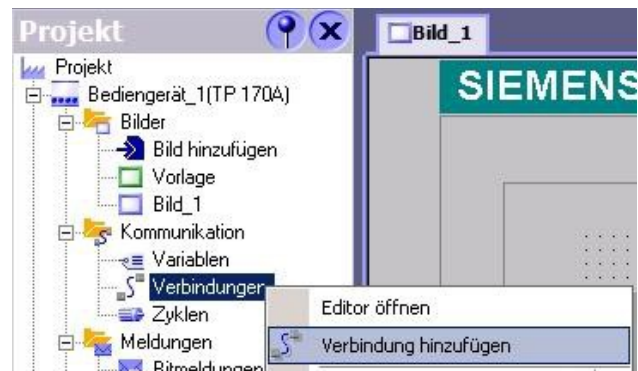 Projekt
Bild_1
Projekt
SIEMENS
Bediengerät_1(TP 170A)
Bilder
Bild hinzufügen
Vorlage
Bild_1
Kommunikation
Variablen
Verbindungen
Editor öffnen
Zyklen
Verbindung hinzufügen
Meldungen
Bitmeldungen